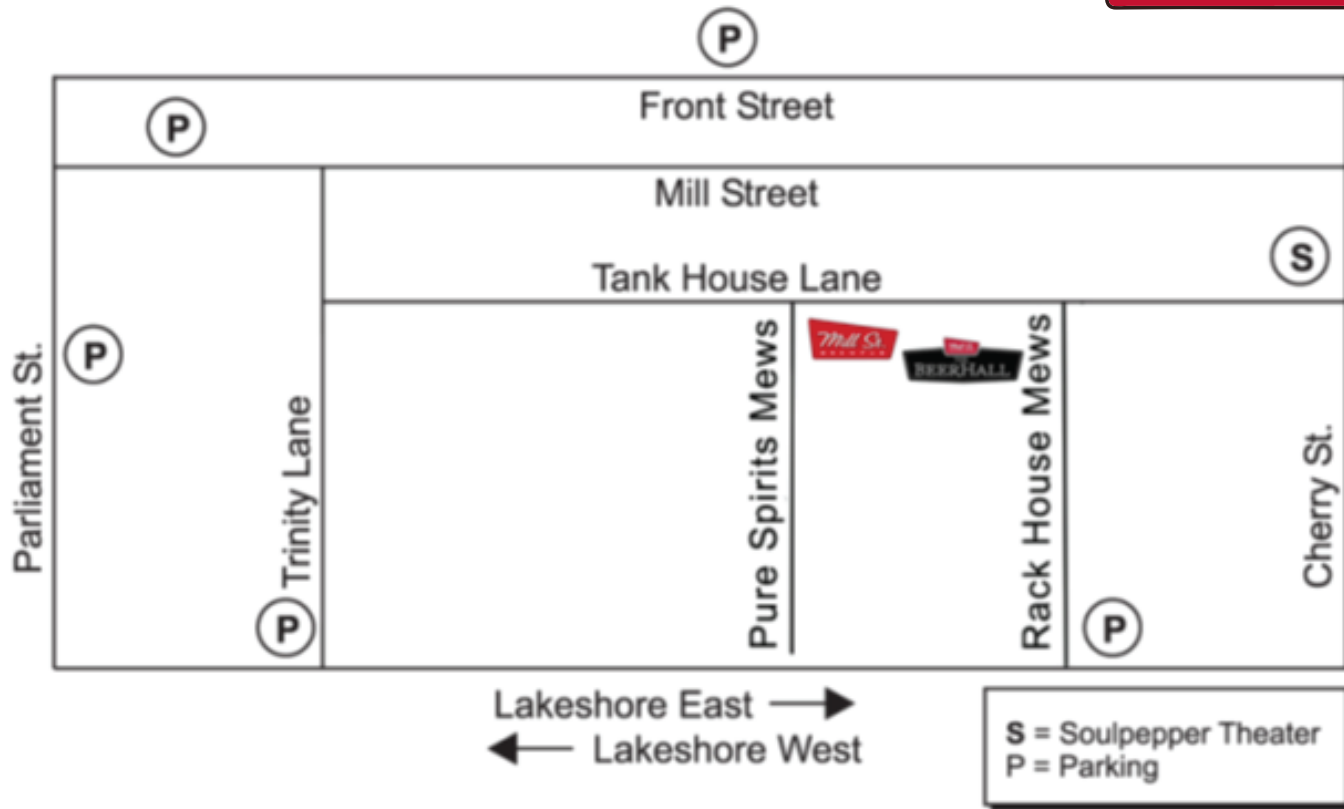 P
Front Street
P
Mill Street
S
Tank House Lane
Mill St.
BEERHALL
P
Parliament St.
Trinity Lane
Pure Spirits Mews
Rack House Mews
Cherry St.
P
P
Lakeshore East
Lakeshore West
S = Soulpepper Theater
P = Parking